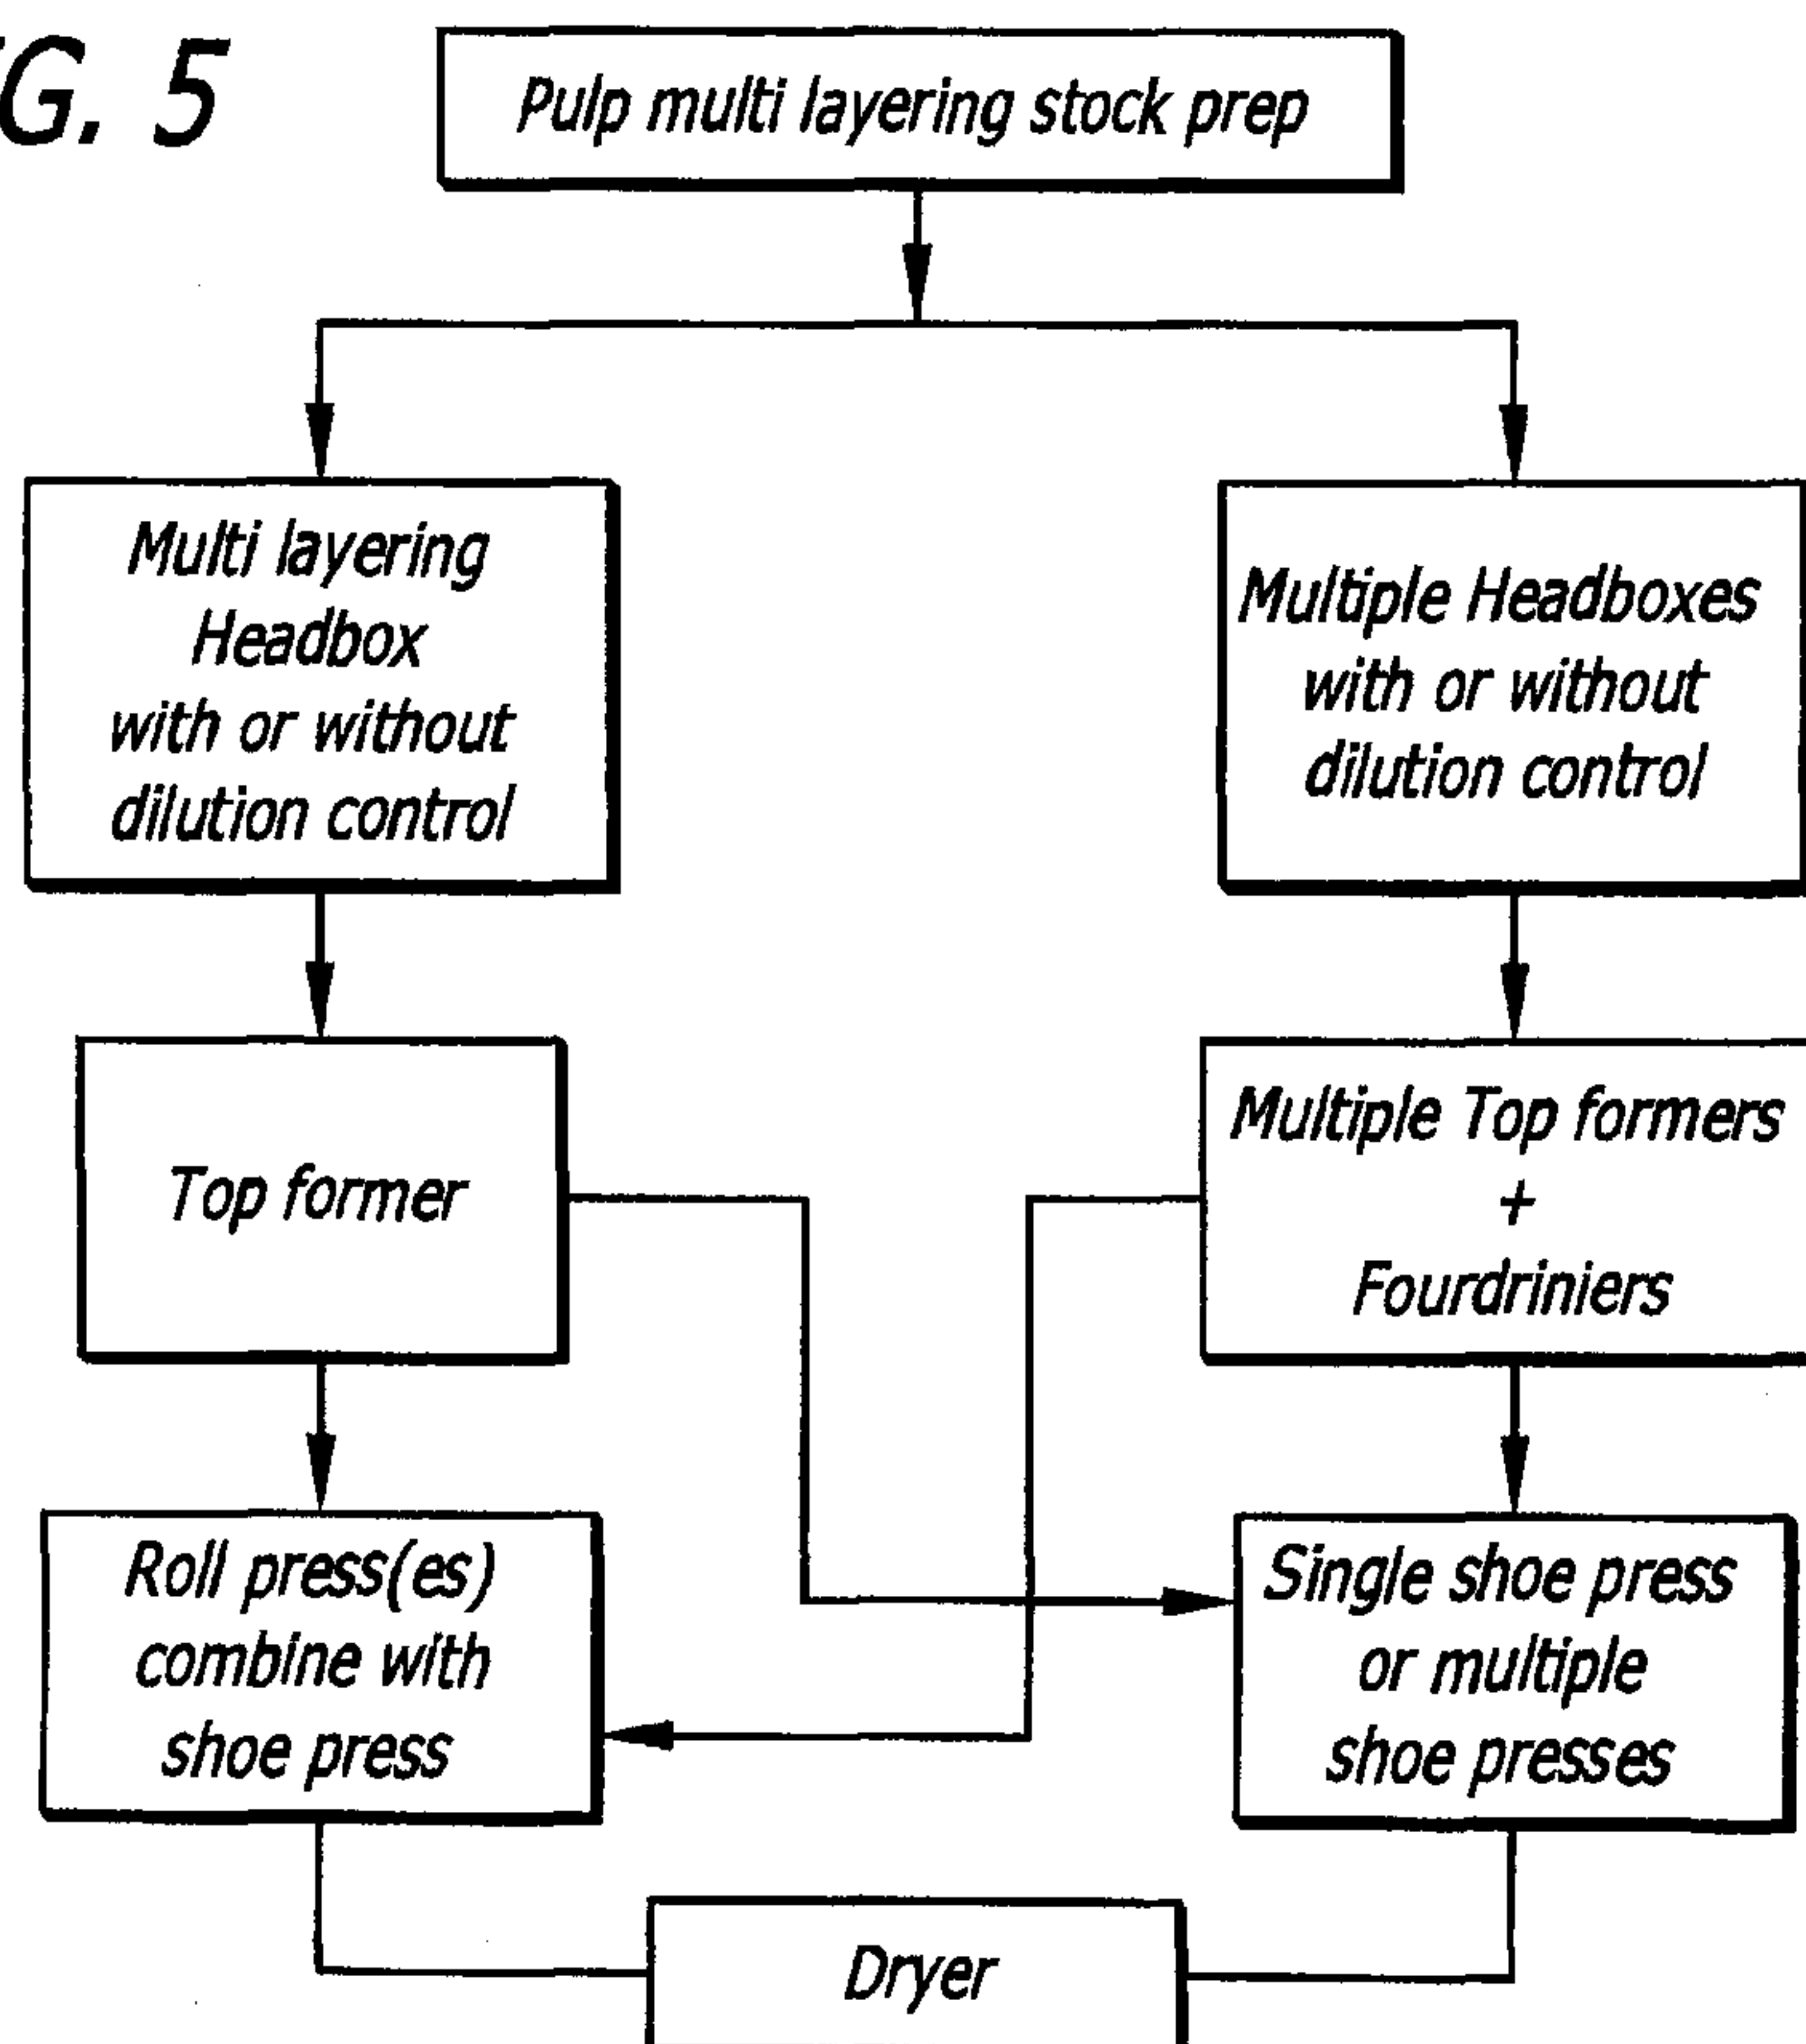 G. 5
Pulp multi layering stock prep
Multi layering
Headbox
with or without
dilution control
Multiple Headboxes
with or without
dilution control
Top former
Multiple Top formers
+
Fourdriniers
Roll press(es)
combine with
shoe press
Single shoe press
or multiple
shoe presses
Dryer